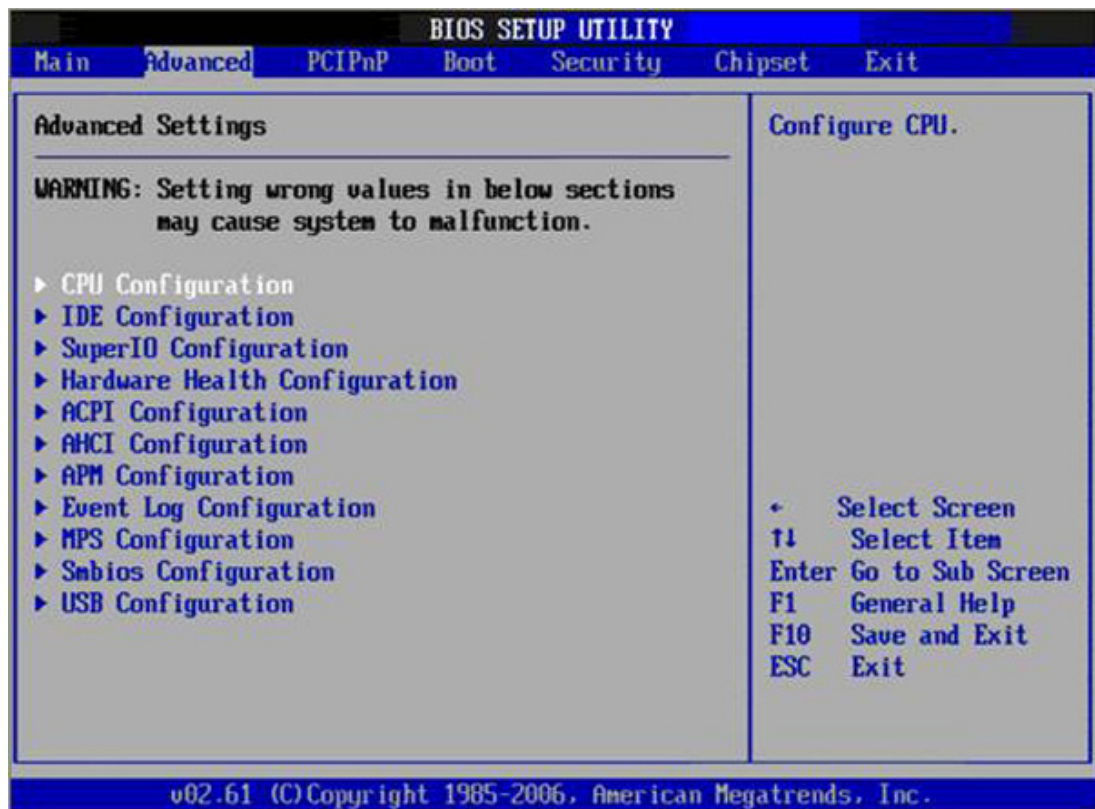 BIOS SETUP UTILITY
Main Advanced PCIPnP Boot Security Chipset Exit
Advanced Settings
WARNING: Setting wrong values in below sections
may cause system to malfunction.
▶ CPU Configuration
▶ IDE Configuration
▶ SuperIO Configuration
▶ Hardware Health Configuration
▶ ACPI Configuration
▶ AHCI Configuration
▶ APM Configuration
▶ Event Log Configuration
▶ MPS Configuration
▶ Smbios Configuration
▶ USB Configuration
Configure CPU.
← Select Screen
↑↓ Select Item
Enter Go to Sub Screen
F1 General Help
F10 Save and Exit
ESC Exit
v02.61 (C)Copyright 1985-2006, American Megatrends, Inc.